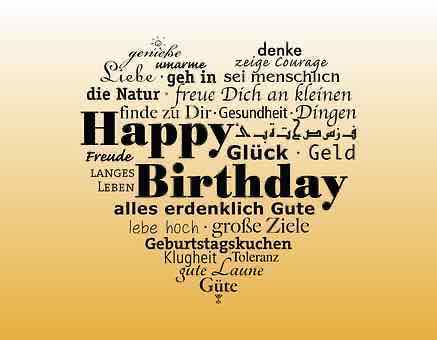 genieße
denke
umarme
zeige Courage
Liebe · geh in sei menschlich
die Natur · freue Dich an kleinen
finde zu Dir · Gesundheit · Dingen
Happy
Freude
Glück · Geld
LANGES
LEBEN
Birthday
alles erdenklich Gute
lebe hoch · große Ziele
Geburtstagskuchen
Klugheit · Toleranz
gute Laune
Güte